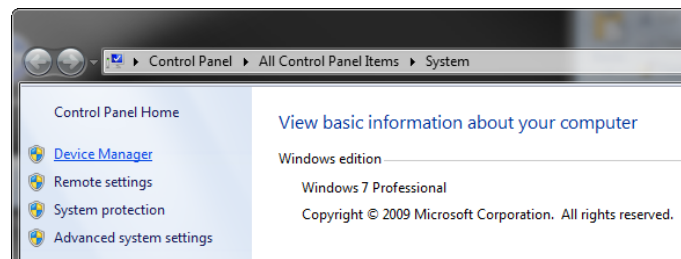 Control Panel ▸ All Control Panel Items ▸ System
Control Panel Home
Device Manager
Remote settings
System protection
Advanced system settings
View basic information about your computer
Windows edition
Windows 7 Professional
Copyright © 2009 Microsoft Corporation. All rights reserved.